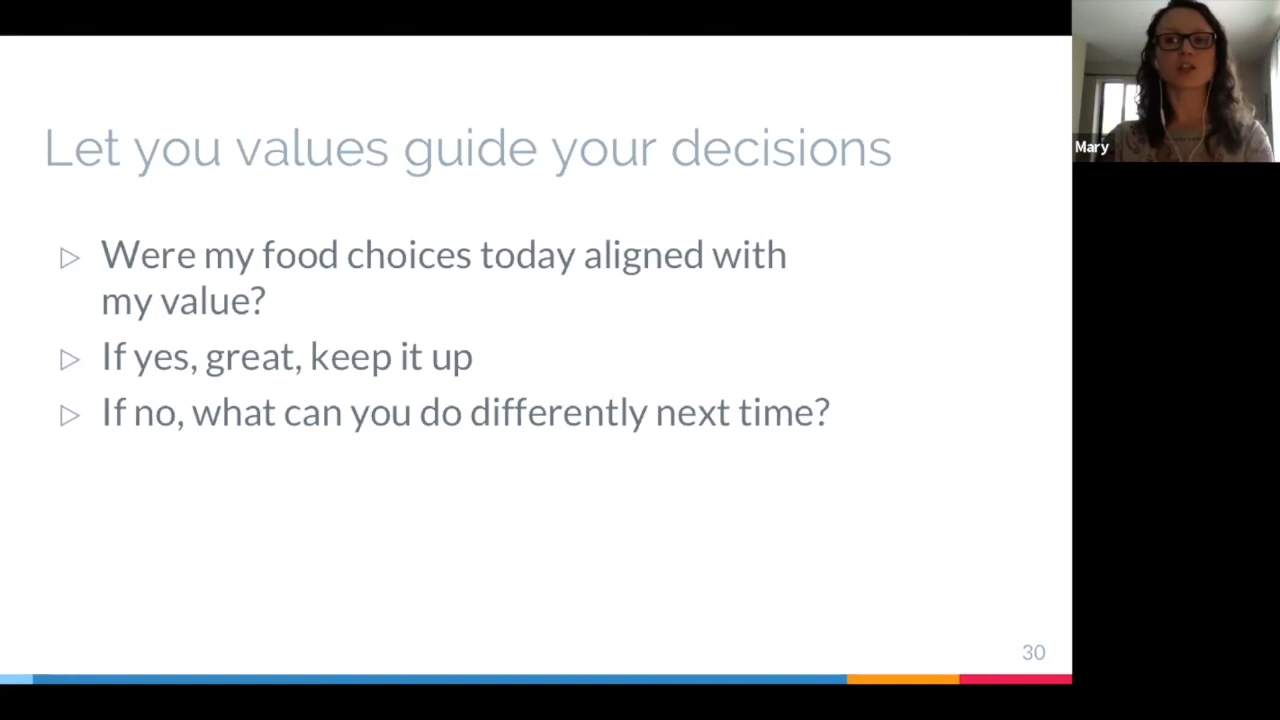 Let you values guide your decisions
Were my food choices today aligned with
my value?
If yes, great, keep it up
If no, what can you do differently next time?
30
Mary